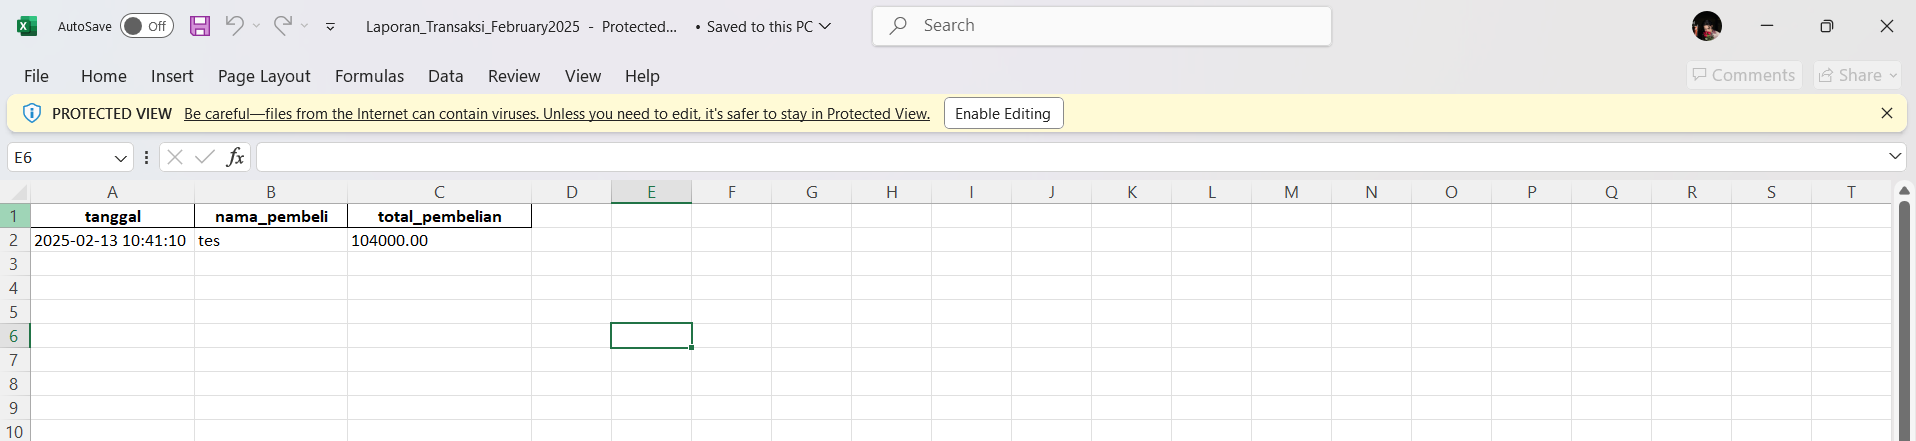 AutoSave Off Laporan_Transaksi_February2025 - Protected... • Saved to this PC Search
File Home Insert Page Layout Formulas Data Review View Help Comments Share
PROTECTED VIEW Be careful—files from the Internet can contain viruses. Unless you need to edit, it's safer to stay in Protected View. Enable Editing
E6 fx
A B C D E F G H I J K L M N O P Q R S T
1 tanggal nama_pembeli total_pembelian
2 2025-02-13 10:41:10 tes 104000.00
3
4
5
6
7
8
9
10